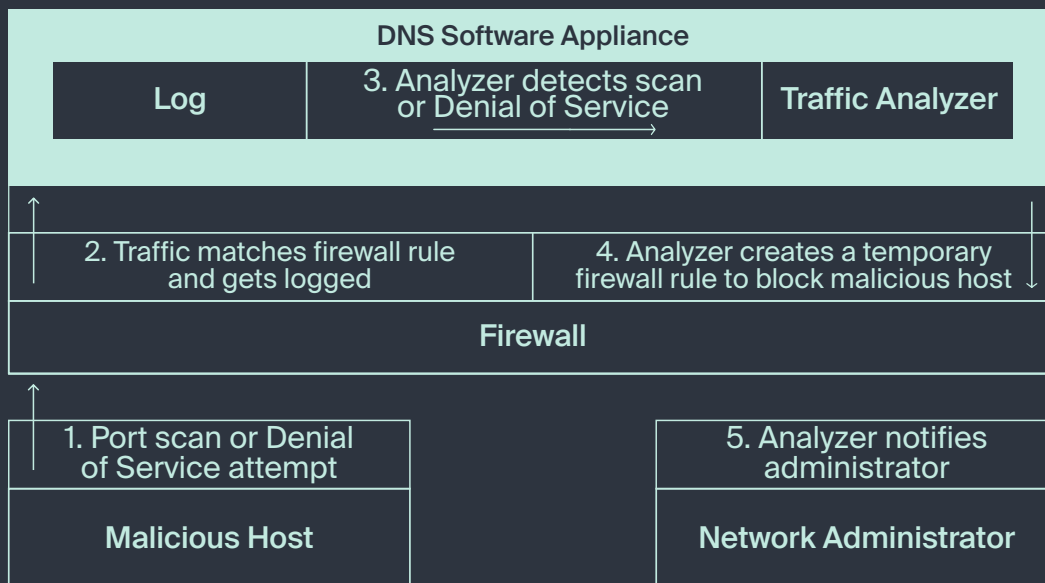 DNS Software Appliance
Log
3. Analyzer detects scan
or Denial of Service
Traffic Analyzer
2. Traffic matches firewall rule
and gets logged
4. Analyzer creates a temporary
firewall rule to block malicious host
Firewall
1. Port scan or Denial
of Service attempt
Malicious Host
5. Analyzer notifies
administrator
Network Administrator